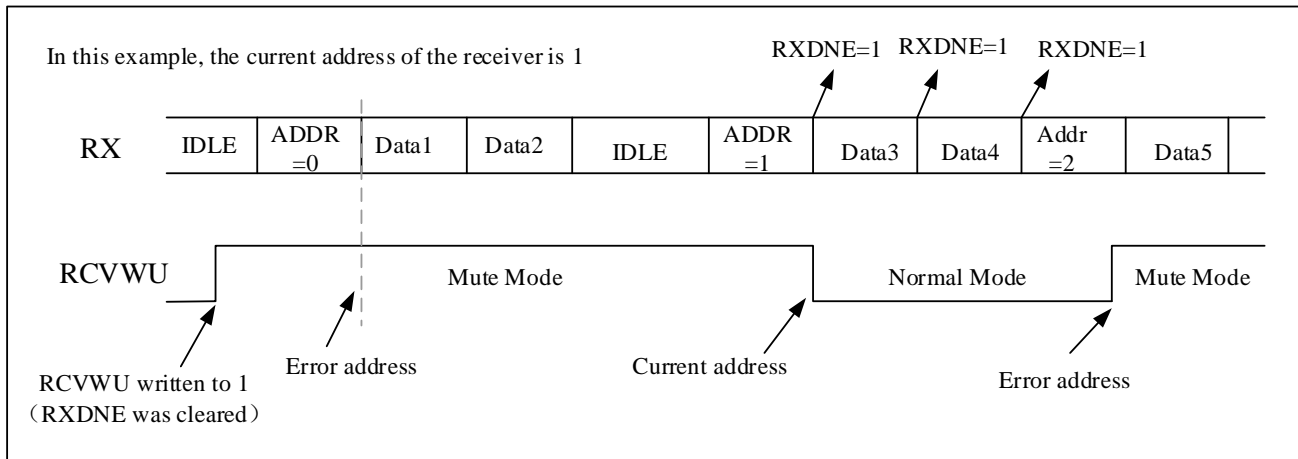 In this example, the current address of the receiver is 1
RXDNE=1 RXDNE=1 RXDNE=1
RX
IDLE
ADDR
=0
Data1
Data2
IDLE
ADDR
=1
Data3
Data4
Addr
=2
Data5
RCVWU
Mute Mode
Normal Mode
Mute Mode
RCVWU written to 1
（RXDNE was cleared）
Error address
Current address
Error address